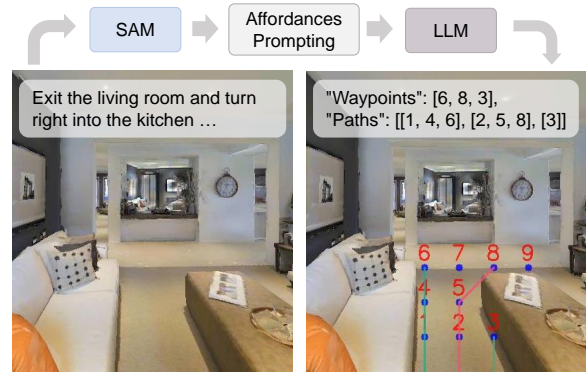 SAM
Affordances
Prompting
LLM
Exit the living room and turn
right into the kitchen …
"Waypoints": [6, 8, 3],
"Paths": [[1, 4, 6], [2, 5, 8], [3]]
6 7 8 9
4 5
2 3